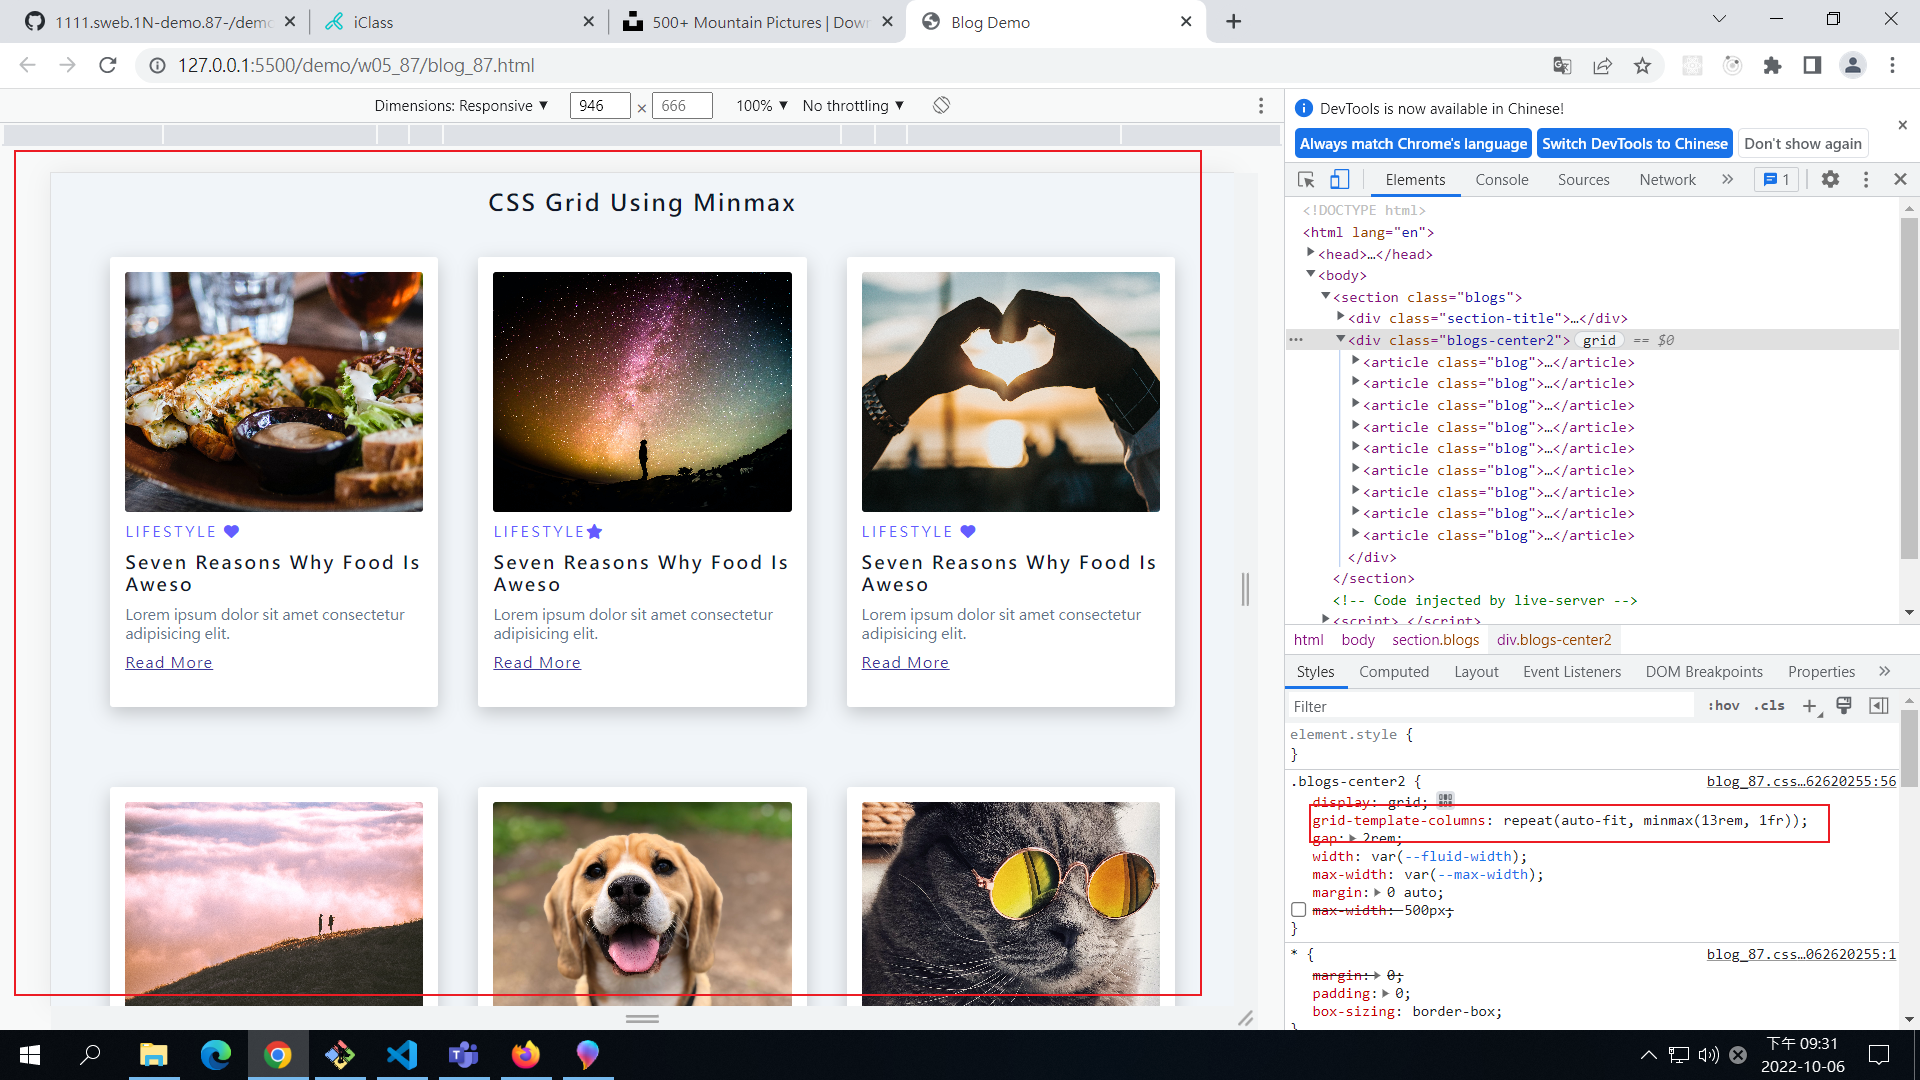 1111.sweb.1N-demo.87-/demo
iClass
500+ Mountain Pictures | Dow
Blog Demo
127.0.0.1:5500/demo/w05_87/blog_87.html
Dimensions: Responsive ▼ 946 × 666 100% ▼ No throttling ▼
CSS Grid Using Minmax
LIFESTYLE
Seven Reasons Why Food Is
Aweso
Lorem ipsum dolor sit amet consectetur
adipisicing elit.
Read More
LIFESTYLE
Seven Reasons Why Food Is
Aweso
Lorem ipsum dolor sit amet consectetur
adipisicing elit.
Read More
LIFESTYLE
Seven Reasons Why Food Is
Aweso
Lorem ipsum dolor sit amet consectetur
adipisicing elit.
Read More
DevTools is now available in Chinese!
Always match Chrome's language Switch DevTools to Chinese Don't show again
Elements Console Sources Network » 1
<!DOCTYPE html>
<html lang="en">
<head>…</head>
<body>
<section class="blogs">
<div class="section-title">…</div>
<div class="blogs-center2"> grid == $0
<article class="blog">…</article>
<article class="blog">…</article>
<article class="blog">…</article>
<article class="blog">…</article>
<article class="blog">…</article>
<article class="blog">…</article>
<article class="blog">…</article>
<article class="blog">…</article>
<article class="blog">…</article>
</div>
</section>
<!-- Code injected by live-server -->
<script>…</script>
html body section.blogs div.blogs-center2
Styles Computed Layout Event Listeners DOM Breakpoints Properties »
Filter :hov .cls +
element.style {
}
.blogs-center2 { blog_87.css…62620255:56
display: grid;
grid-template-columns: repeat(auto-fit, minmax(13rem, 1fr));
gap: 2rem;
width: var(--fluid-width);
max-width: var(--max-width);
margin: 0 auto;
max-width: 500px;
}
* { blog_87.css…062620255:1
margin: 0;
padding: 0;
box-sizing: border-box;
}
下午 09:31
2022-10-06